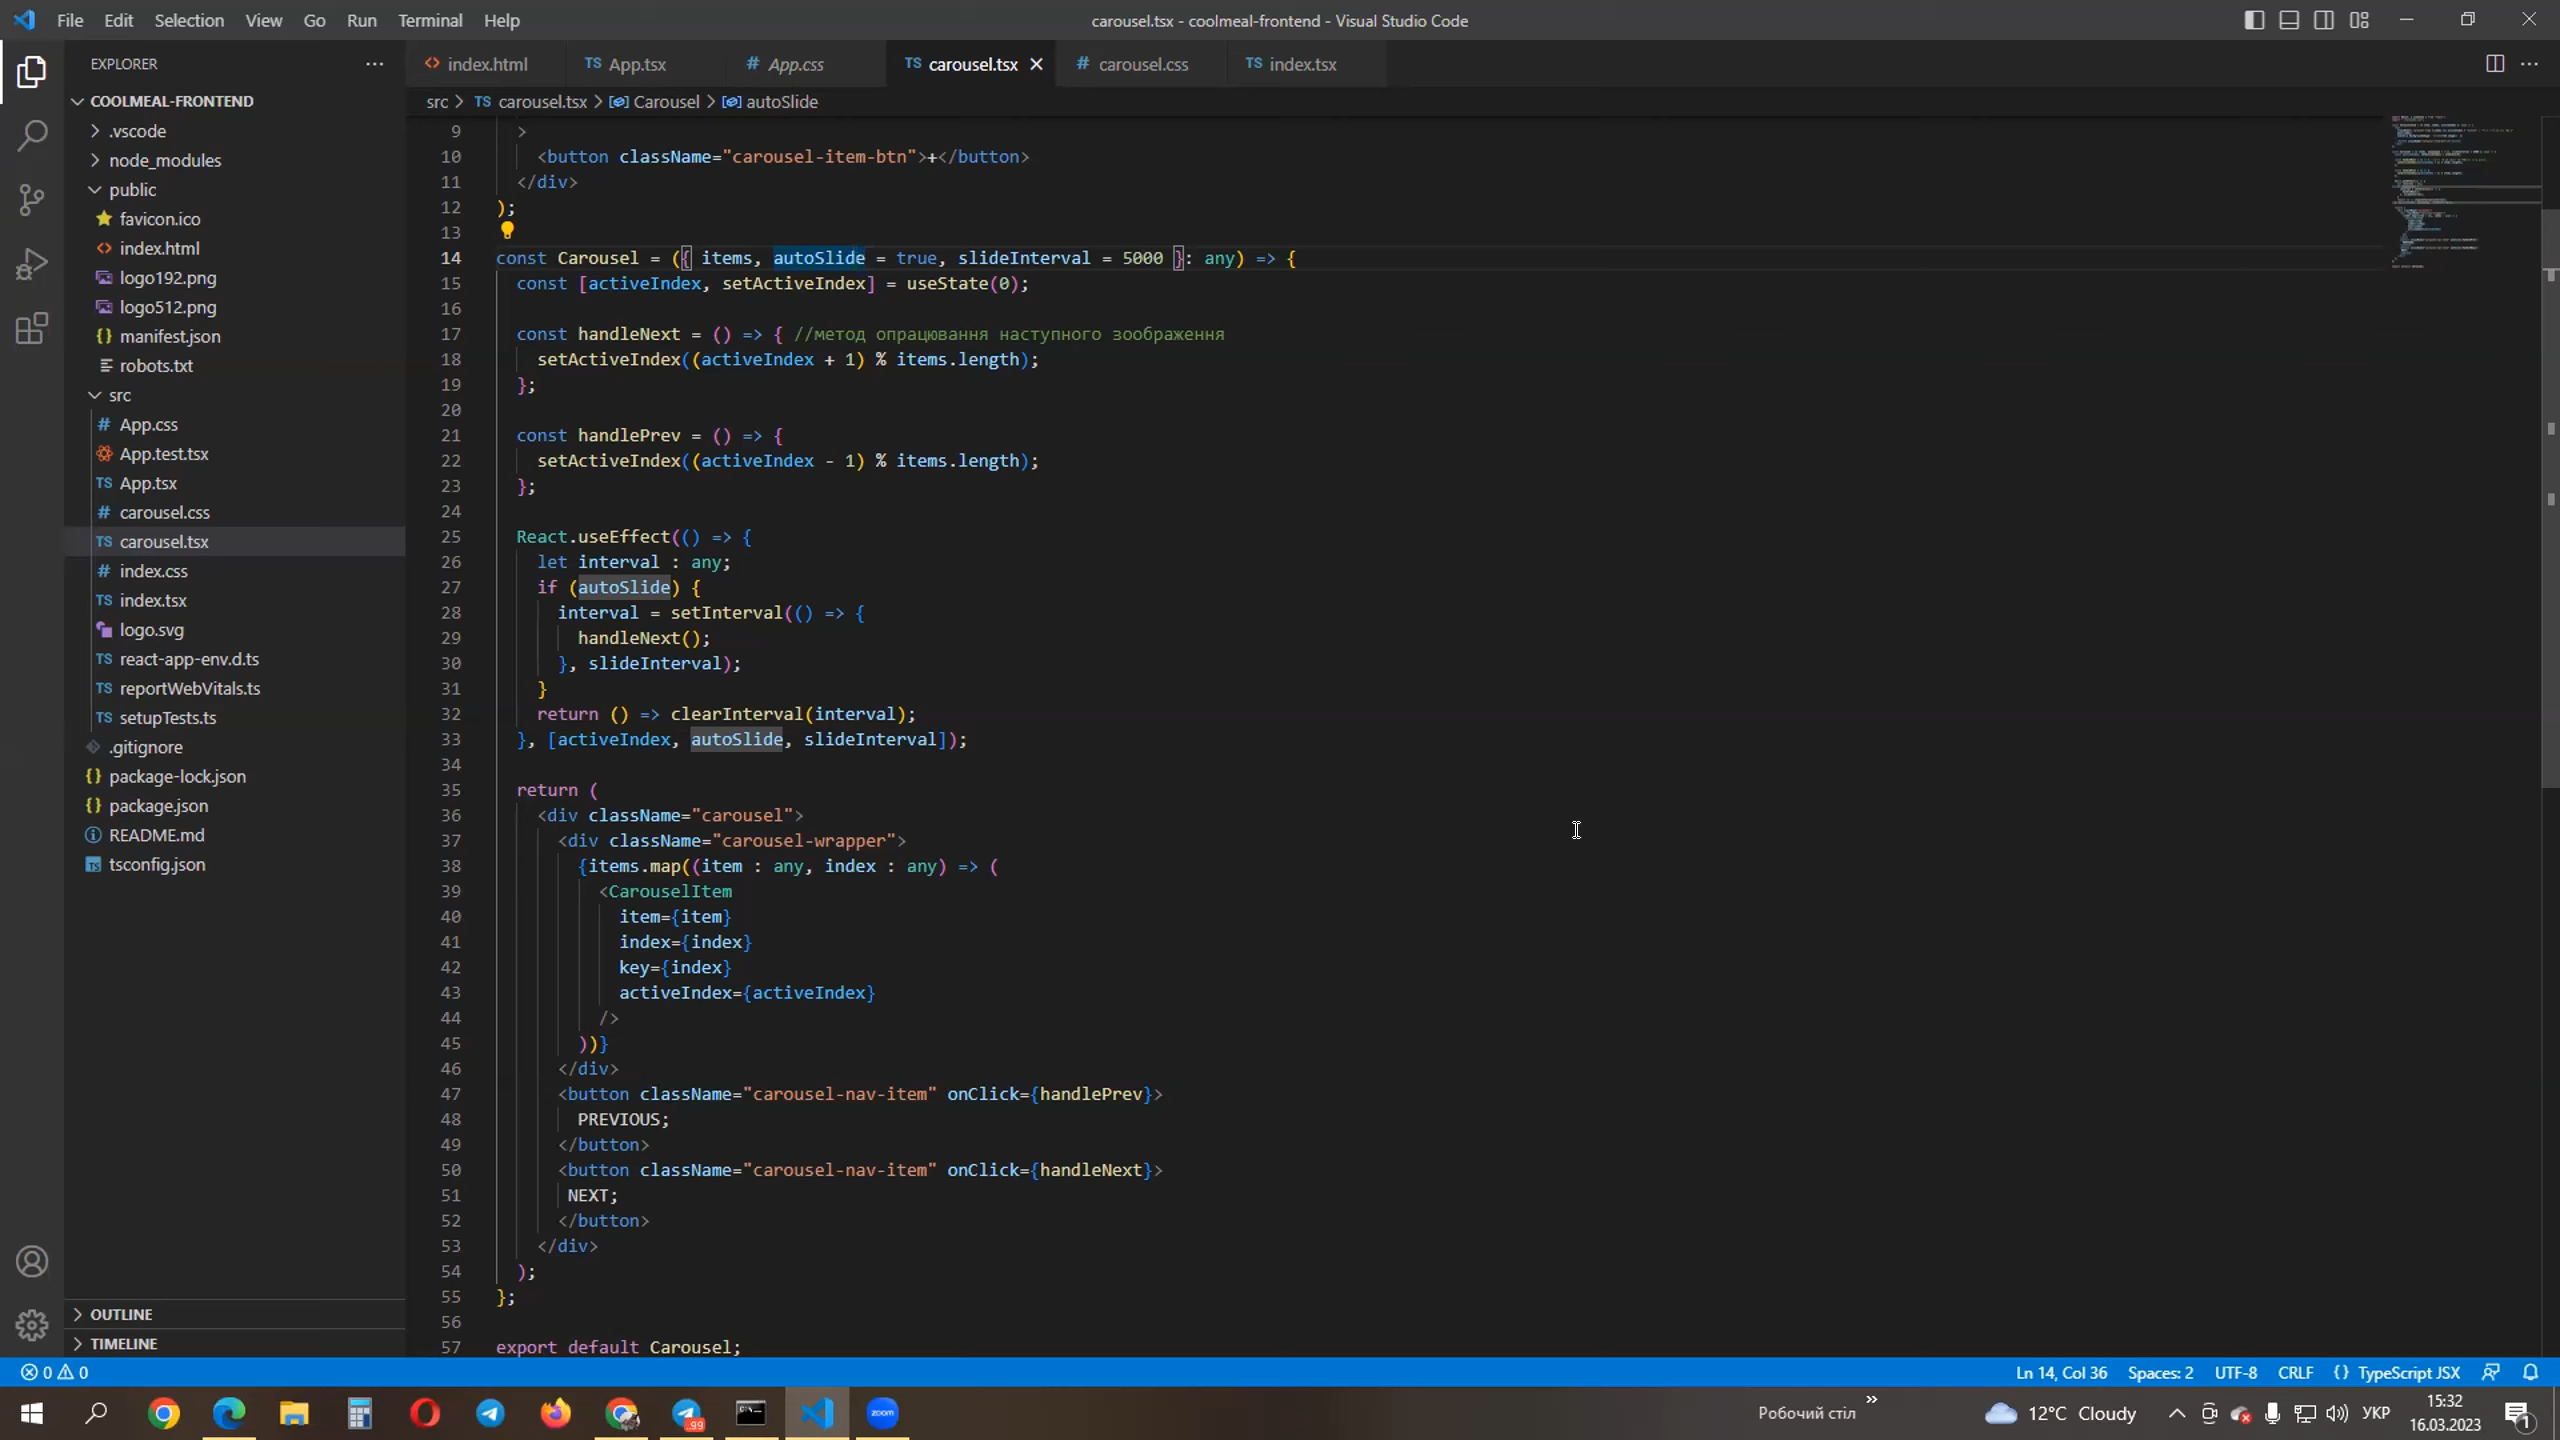 File Edit Selection View Go Run Terminal Help
carousel.tsx - coolmeal-frontend - Visual Studio Code
EXPLORER
COOLMEAL-FRONTEND
.vscode
node_modules
public
favicon.ico
index.html
logo192.png
logo512.png
manifest.json
robots.txt
src
App.css
App.test.tsx
App.tsx
carousel.css
carousel.tsx
index.css
index.tsx
logo.svg
react-app-env.d.ts
reportWebVitals.ts
setupTests.ts
.gitignore
package-lock.json
package.json
README.md
tsconfig.json
OUTLINE
TIMELINE
index.html TS App.tsx # App.css TS carousel.tsx # carousel.css TS index.tsx
src > TS carousel.tsx > Carousel > autoSlide
9 >
10 <button className="carousel-item-btn">+</button>
11 </div>
12 );
13
14 const Carousel = ({ items, autoSlide = true, slideInterval = 5000 }: any) => {
15 const [activeIndex, setActiveIndex] = useState(0);
16
17 const handleNext = () => { //метод опрацювання наступного зоображення
18 setActiveIndex((activeIndex + 1) % items.length);
19 };
20
21 const handlePrev = () => {
22 setActiveIndex((activeIndex - 1) % items.length);
23 };
24
25 React.useEffect(() => {
26 let interval : any;
27 if (autoSlide) {
28 interval = setInterval(() => {
29 handleNext();
30 }, slideInterval);
31 }
32 return () => clearInterval(interval);
33 }, [activeIndex, autoSlide, slideInterval]);
34
35 return (
36 <div className="carousel">
37 <div className="carousel-wrapper">
38 {items.map((item : any, index : any) => (
39 <CarouselItem
40 item={item}
41 index={index}
42 key={index}
43 activeIndex={activeIndex}
44 />
45 ))}
46 </div>
47 <button className="carousel-nav-item" onClick={handlePrev}>
48 PREVIOUS;
49 </button>
50 <button className="carousel-nav-item" onClick={handleNext}>
51 NEXT;
52 </button>
53 </div>
54 );
55 };
56
57 export default Carousel;
0 0
Ln 14, Col 36 Spaces: 2 UTF-8 CRLF {} TypeScript JSX
zoom
99
Робочий стіл
12°C Cloudy
УКР
15:32
16.03.2023
1